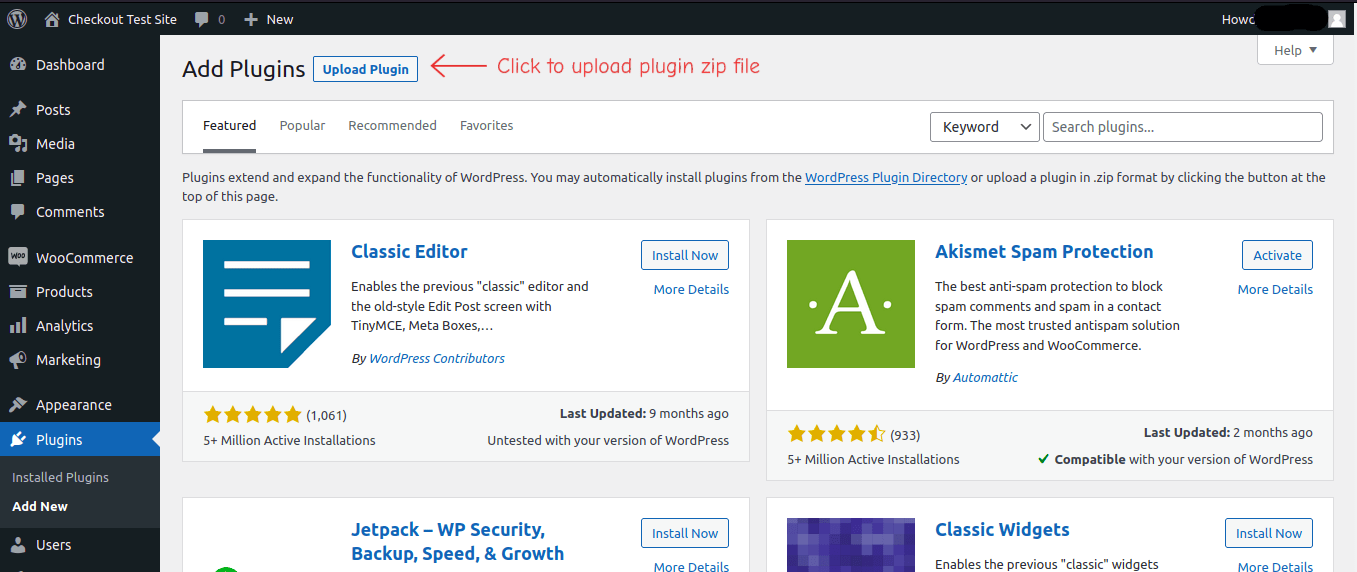 Checkout Test Site 0 New Howd
Dashboard
Posts
Media
Pages
Comments
WOO WooCommerce
Products
Analytics
Marketing
Appearance
Plugins
Installed Plugins
Add New
Users
Help
Add Plugins Upload Plugin Click to upload plugin zip file
Featured Popular Recommended Favorites Keyword Search plugins...
Plugins extend and expand the functionality of WordPress. You may automatically install plugins from the WordPress Plugin Directory or upload a plugin in .zip format by clicking the button at the
top of this page.
Classic Editor
Install Now
More Details
Enables the previous "classic" editor and
the old-style Edit Post screen with
TinyMCE, Meta Boxes,…
By WordPress Contributors
(1,061)
5+ Million Active Installations
Last Updated: 9 months ago
Untested with your version of WordPress
A
Akismet Spam Protection
Activate
More Details
The best anti-spam protection to block
spam comments and spam in a contact
form. The most trusted antispam solution
for WordPress and WooCommerce.
By Automattic
(933)
5+ Million Active Installations
Last Updated: 2 months ago
Compatible with your version of WordPress
Jetpack – WP Security,
Backup, Speed, & Growth
Install Now
More Details
Classic Widgets
Install Now
More Details
Enables the previous "classic" widgets